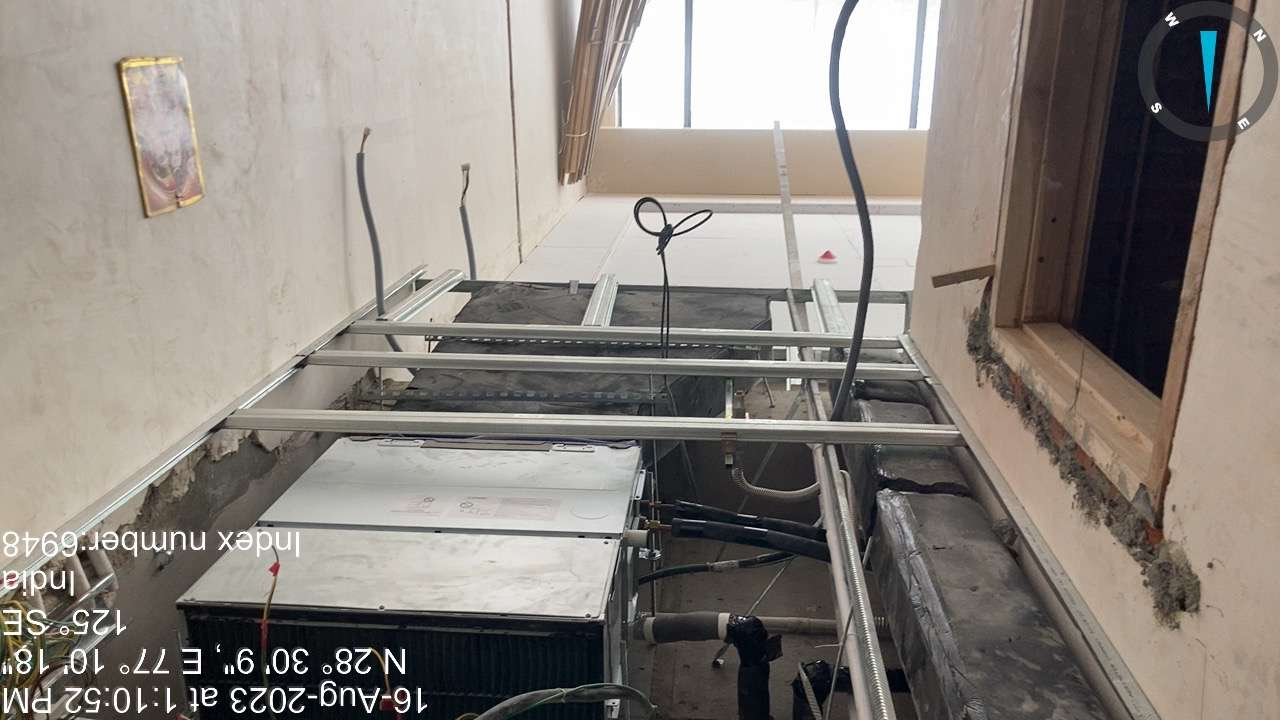 16-Aug-2023 at 1:10:52 PM
N 28° 30' 9", E 77° 10' 18"
125° SE
India
Index number:6948
E
S
N
W